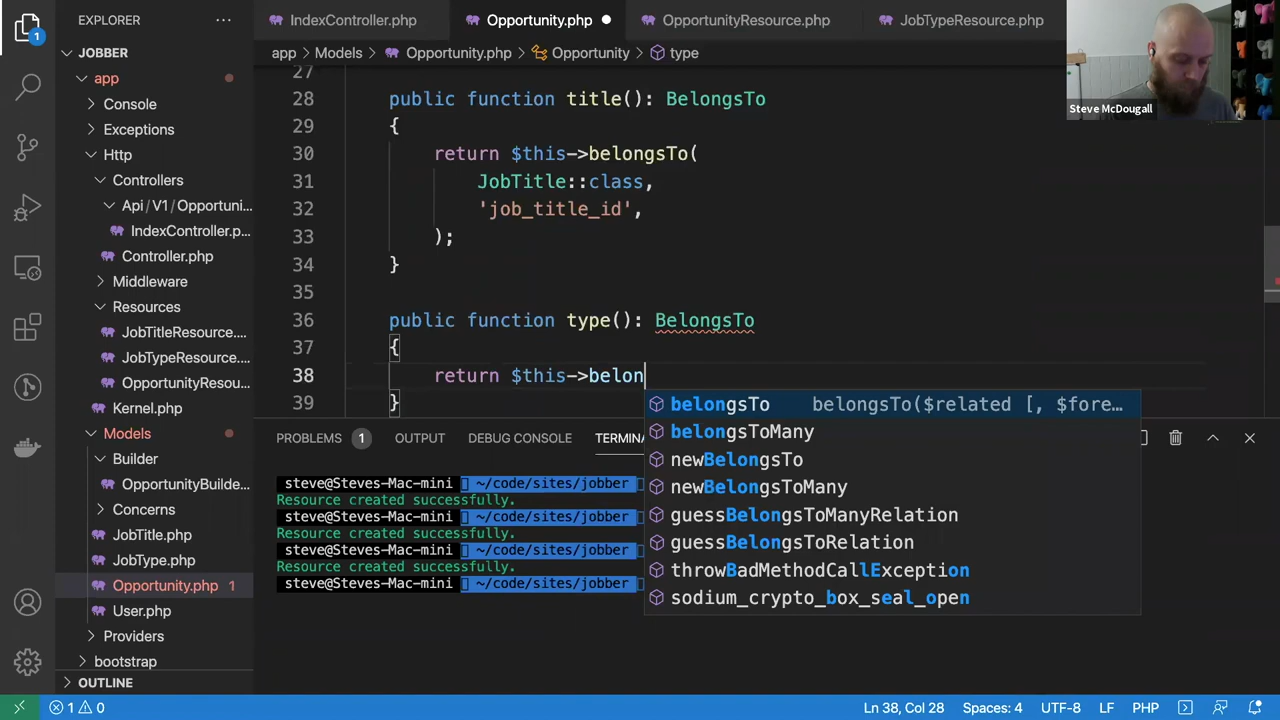 EXPLORER
IndexController.php
Opportunity.php
OpportunityResource.php
JobTypeResource.php
JOBBER
app > Models > Opportunity.php > Opportunity > type
Steve McDougall
app
Console
Exceptions
Http
Controllers
Api/V1/Opportuni...
IndexController.p...
Controller.php
Middleware
Resources
JobTitleResource....
JobTypeResource....
OpportunityResou...
Kernel.php
Models
Builder
OpportunityBuilde...
Concerns
JobTitle.php
JobType.php
Opportunity.php 1
User.php
Providers
bootstrap
OUTLINE
27
28 public function title(): BelongsTo
29 {
30 return $this->belongsTo(
31 JobTitle::class,
32 'job_title_id',
33 );
34 }
35
36 public function type(): BelongsTo
37 {
38 return $this->belon
39 }
belongsTo belongsTo($related [, $fore...
belongsToMany
newBelongsTo
newBelongsToMany
guessBelongsToManyRelation
guessBelongsToRelation
throwBadMethodCallException
sodium_crypto_box_seal_open
PROBLEMS 1 OUTPUT DEBUG CONSOLE TERMINA
steve@Steves-Mac-mini ~/code/sites/jobber
Resource created successfully.
steve@Steves-Mac-mini ~/code/sites/jobber
Resource created successfully.
steve@Steves-Mac-mini ~/code/sites/jobber
Resource created successfully.
steve@Steves-Mac-mini ~/code/sites/jobber
1
1 0
Ln 38, Col 28 Spaces: 4 UTF-8 LF PHP